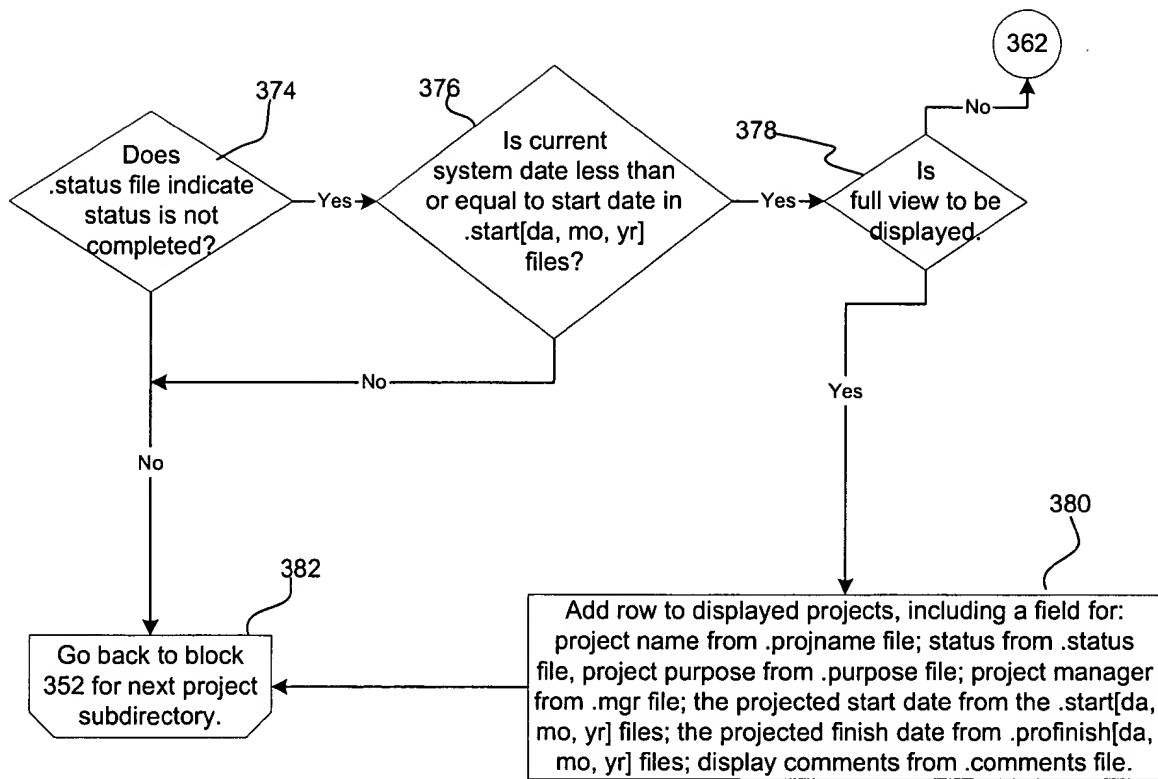 362
374
376
378
No
Does
.status file indicate
status is not
completed?
Yes
Is current
system date less than
or equal to start date in
.start[da, mo, yr]
files?
Yes
Is
full view to be
displayed.
No
Yes
No
382
380
Go back to block
352 for next project
subdirectory.
Add row to displayed projects, including a field for:
project name from .projname file; status from .status
file, project purpose from .purpose file; project manager
from .mgr file; the projected start date from the .start[da,
mo, yr] files; the projected finish date from .profinish[da,
mo, yr] files; display comments from .comments file.